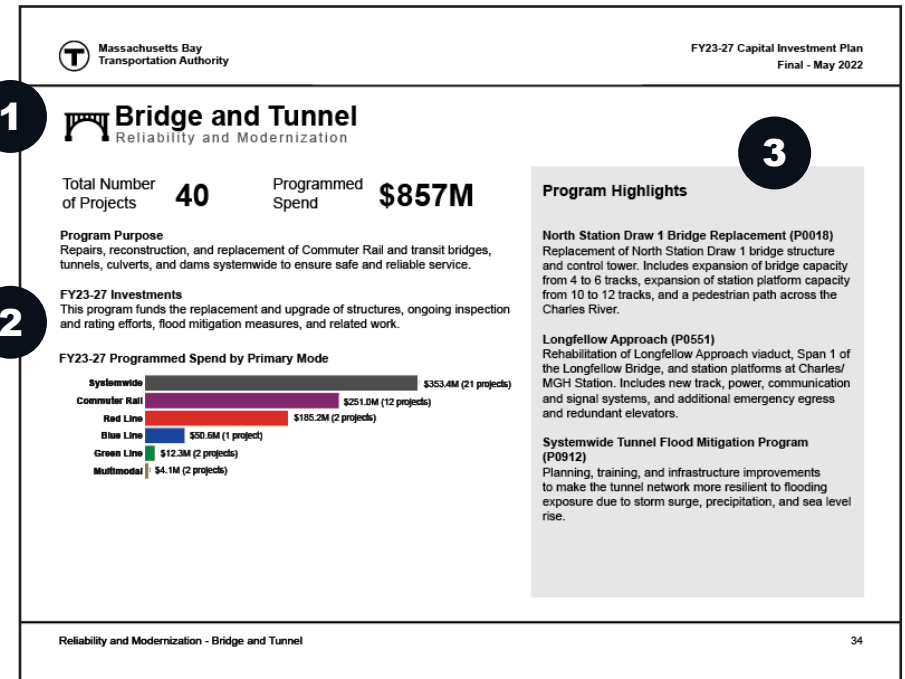 T
Massachusetts Bay
Transportation Authority
FY23-27 Capital Investment Plan
Final - May 2022
1
Bridge and Tunnel
Reliability and Modernization
Total Number
of Projects
40
Programmed
Spend
$857M
Program Purpose
Repairs, reconstruction, and replacement of Commuter Rail and transit bridges,
tunnels, culverts, and dams systemwide to ensure safe and reliable service.
2
FY23-27 Investments
This program funds the replacement and upgrade of structures, ongoing inspection
and rating efforts, flood mitigation measures, and related work.
FY23-27 Programmed Spend by Primary Mode
Systemwide $353.4M (21 projects)
Commuter Rail $251.0M (12 projects)
Red Line $185.2M (2 projects)
Blue Line $50.6M (1 project)
Green Line $12.3M (2 projects)
Multimodal $4.1M (2 projects)
3
Program Highlights
North Station Draw 1 Bridge Replacement (P0018)
Replacement of North Station Draw 1 bridge structure
and control tower. Includes expansion of bridge capacity
from 4 to 6 tracks, expansion of station platform capacity
from 10 to 12 tracks, and a pedestrian path across the
Charles River.
Longfellow Approach (P0551)
Rehabilitation of Longfellow Approach viaduct, Span 1 of
the Longfellow Bridge, and station platforms at Charles/
MGH Station. Includes new track, power, communication
and signal systems, and additional emergency egress
and redundant elevators.
Systemwide Tunnel Flood Mitigation Program
(P0912)
Planning, training, and infrastructure improvements
to make the tunnel network more resilient to flooding
exposure due to storm surge, precipitation, and sea level
rise.
Reliability and Modernization - Bridge and Tunnel
34